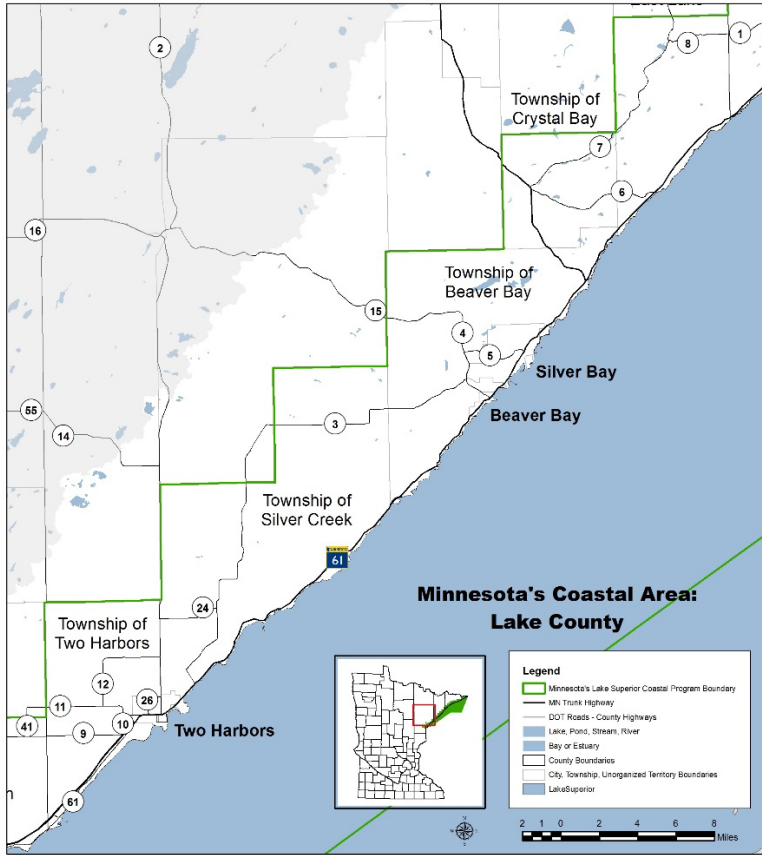 2
8
1
Township of
Crystal Bay
7
6
16
Township of
Beaver Bay
15
4
5
Silver Bay
Beaver Bay
55
14
3
Township of
Silver Creek
61
Minnesota's Coastal Area:
Lake County
24
Township of
Two Harbors
12
26
11
10
41
9
Two Harbors
61
Legend
Minnesota's Lake Superior Coastal Program Boundary
MN Trunk Highway
DOT Roads - County Highways
Lake, Pond, Stream, River
Bay or Estuary
County Boundaries
City, Township, Unorganized Territory Boundaries
LakeSuperior
2 1 0 2 4 6 8
Miles